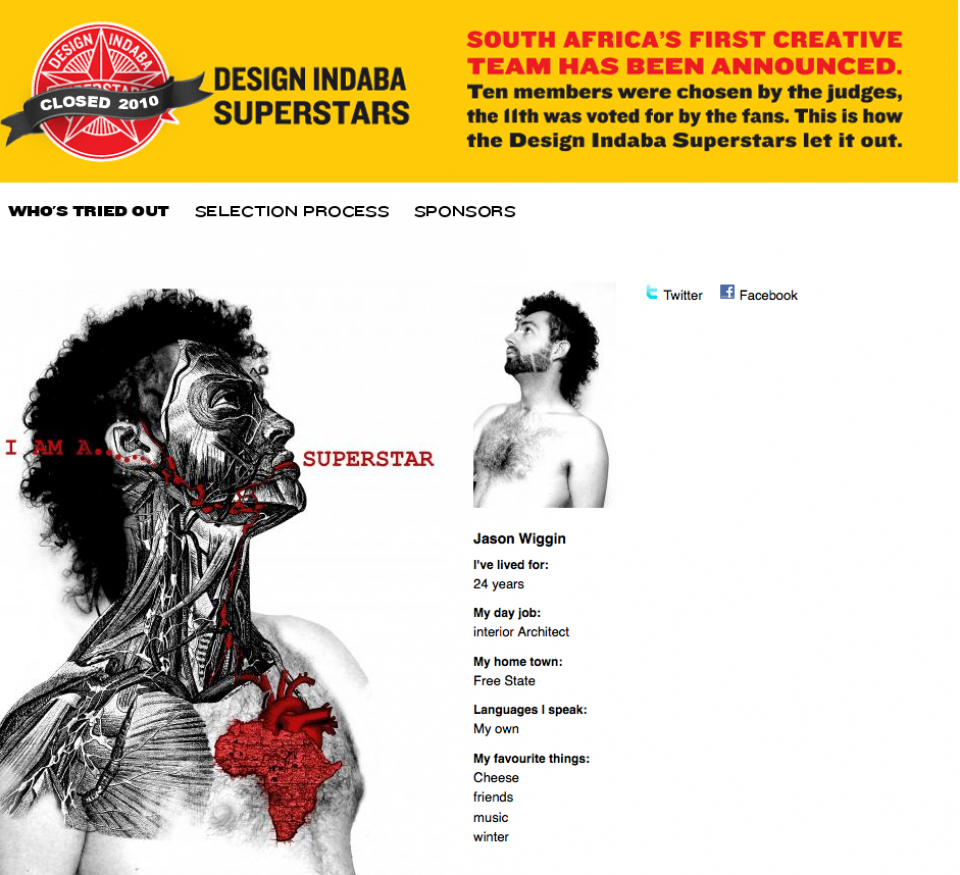 DESIGN INDABA
SUPERSTARS
CLOSED 2010
DESIGN INDABA
SUPERSTARS
SOUTH AFRICA'S FIRST CREATIVE
TEAM HAS BEEN ANNOUNCED.
Ten members were chosen by the judges,
the 11th was voted for by the fans. This is how
the Design Indaba Superstars let it out.
WHO'S TRIED OUT SELECTION PROCESS SPONSORS
I AM A..
SUPERSTAR
Twitter Facebook
Jason Wiggin
I've lived for:
24 years
My day job:
interior Architect
My home town:
Free State
Languages I speak:
My own
My favourite things:
Cheese
friends
music
winter